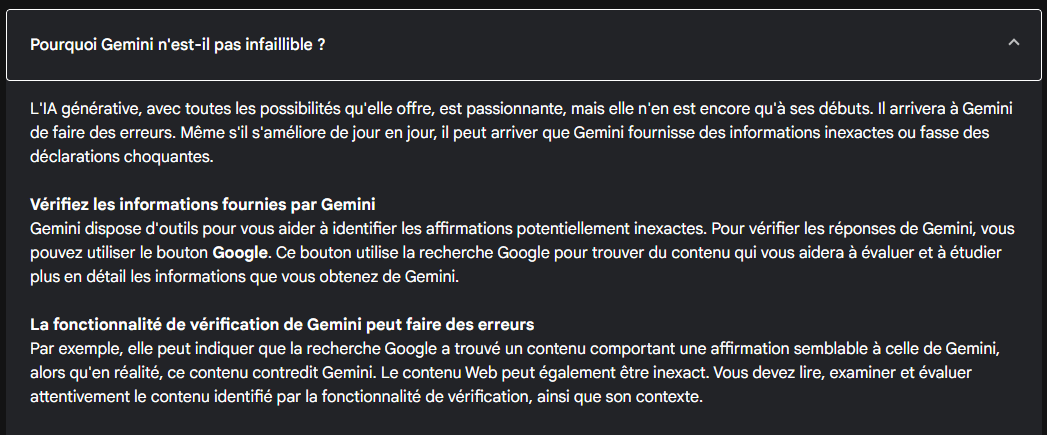 Pourquoi Gemini n'est-il pas infaillible ?
L'IA générative, avec toutes les possibilités qu'elle offre, est passionnante, mais elle n'en est encore qu'à ses débuts. Il arrivera à Gemini
de faire des erreurs. Même s'il s'améliore de jour en jour, il peut arriver que Gemini fournisse des informations inexactes ou fasse des
déclarations choquantes.
Vérifiez les informations fournies par Gemini
Gemini dispose d'outils pour vous aider à identifier les affirmations potentiellement inexactes. Pour vérifier les réponses de Gemini, vous
pouvez utiliser le bouton Google. Ce bouton utilise la recherche Google pour trouver du contenu qui vous aidera à évaluer et à étudier
plus en détail les informations que vous obtenez de Gemini.
La fonctionnalité de vérification de Gemini peut faire des erreurs
Par exemple, elle peut indiquer que la recherche Google a trouvé un contenu comportant une affirmation semblable à celle de Gemini,
alors qu'en réalité, ce contenu contredit Gemini. Le contenu Web peut également être inexact. Vous devez lire, examiner et évaluer
attentivement le contenu identifié par la fonctionnalité de vérification, ainsi que son contexte.